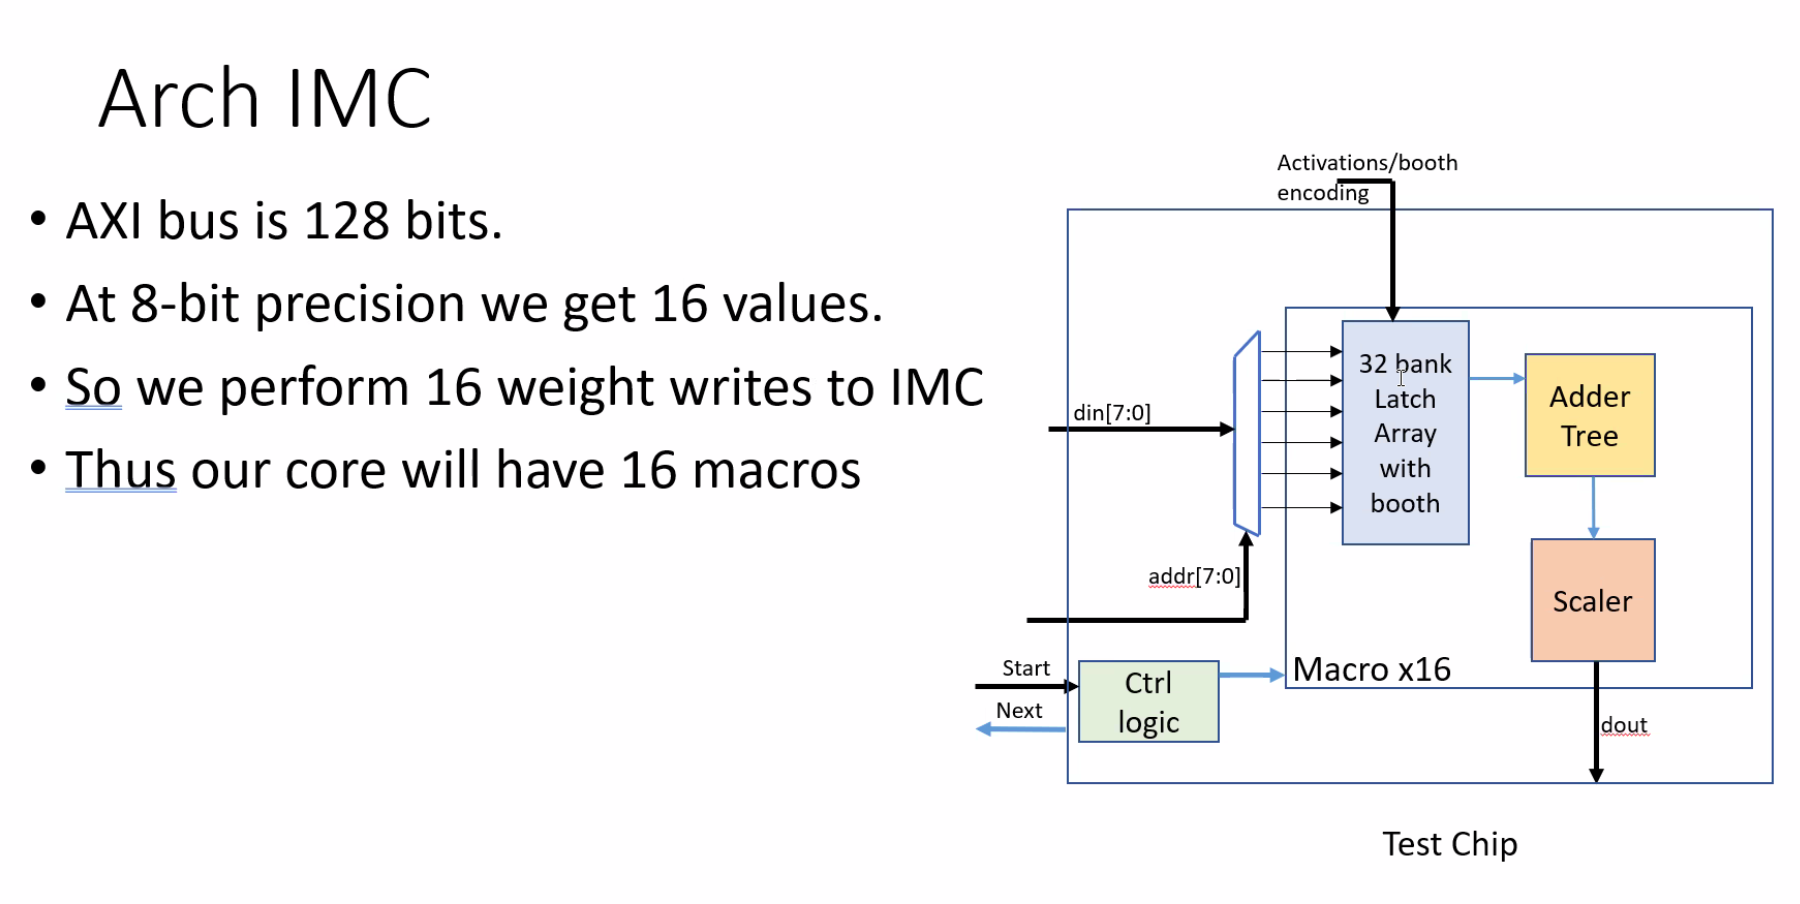 Arch IMC
• AXI bus is 128 bits.
• At 8-bit precision we get 16 values.
• So we perform 16 weight writes to IMC
• Thus our core will have 16 macros
Activations/booth
encoding
din[7:0]
addr[7:0]
32 bank
Latch
Array
with
booth
Adder
Tree
Scaler
Start
Next
Ctrl
logic
Macro x16
dout
Test Chip